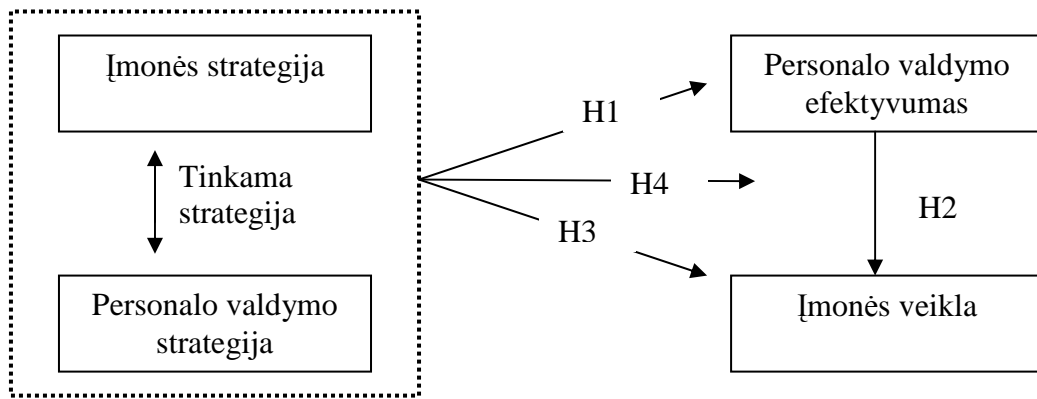 Įmonės strategija
Tinkama
strategija
Personalo valdymo
strategija
H1
H4
H3
Personalo valdymo
efektyvumas
H2
Įmonės veikla